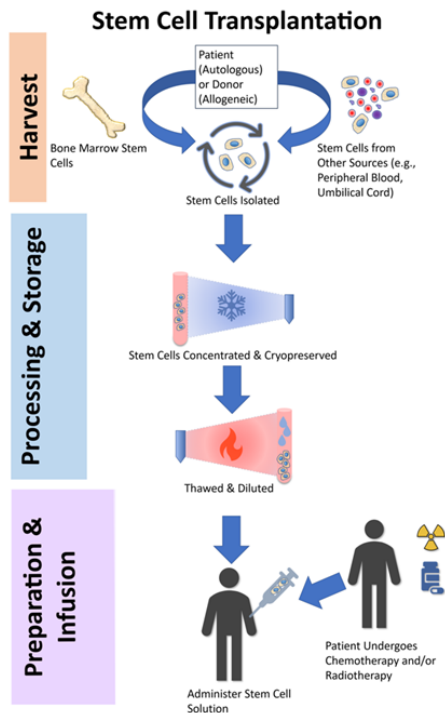 Stem Cell Transplantation
Harvest
Patient
(Autologous)
or Donor
(Allogeneic)
Bone Marrow Stem
Cells
Stem Cells from
Other Sources (e.g.,
Peripheral Blood,
Umbilical Cord)
Stem Cells Isolated
Processing & Storage
Stem Cells Concentrated & Cryopreserved
Thawed & Diluted
Preparation &
Infusion
Patient Undergoes
Chemotherapy and/or
Radiotherapy
Administer Stem Cell
Solution